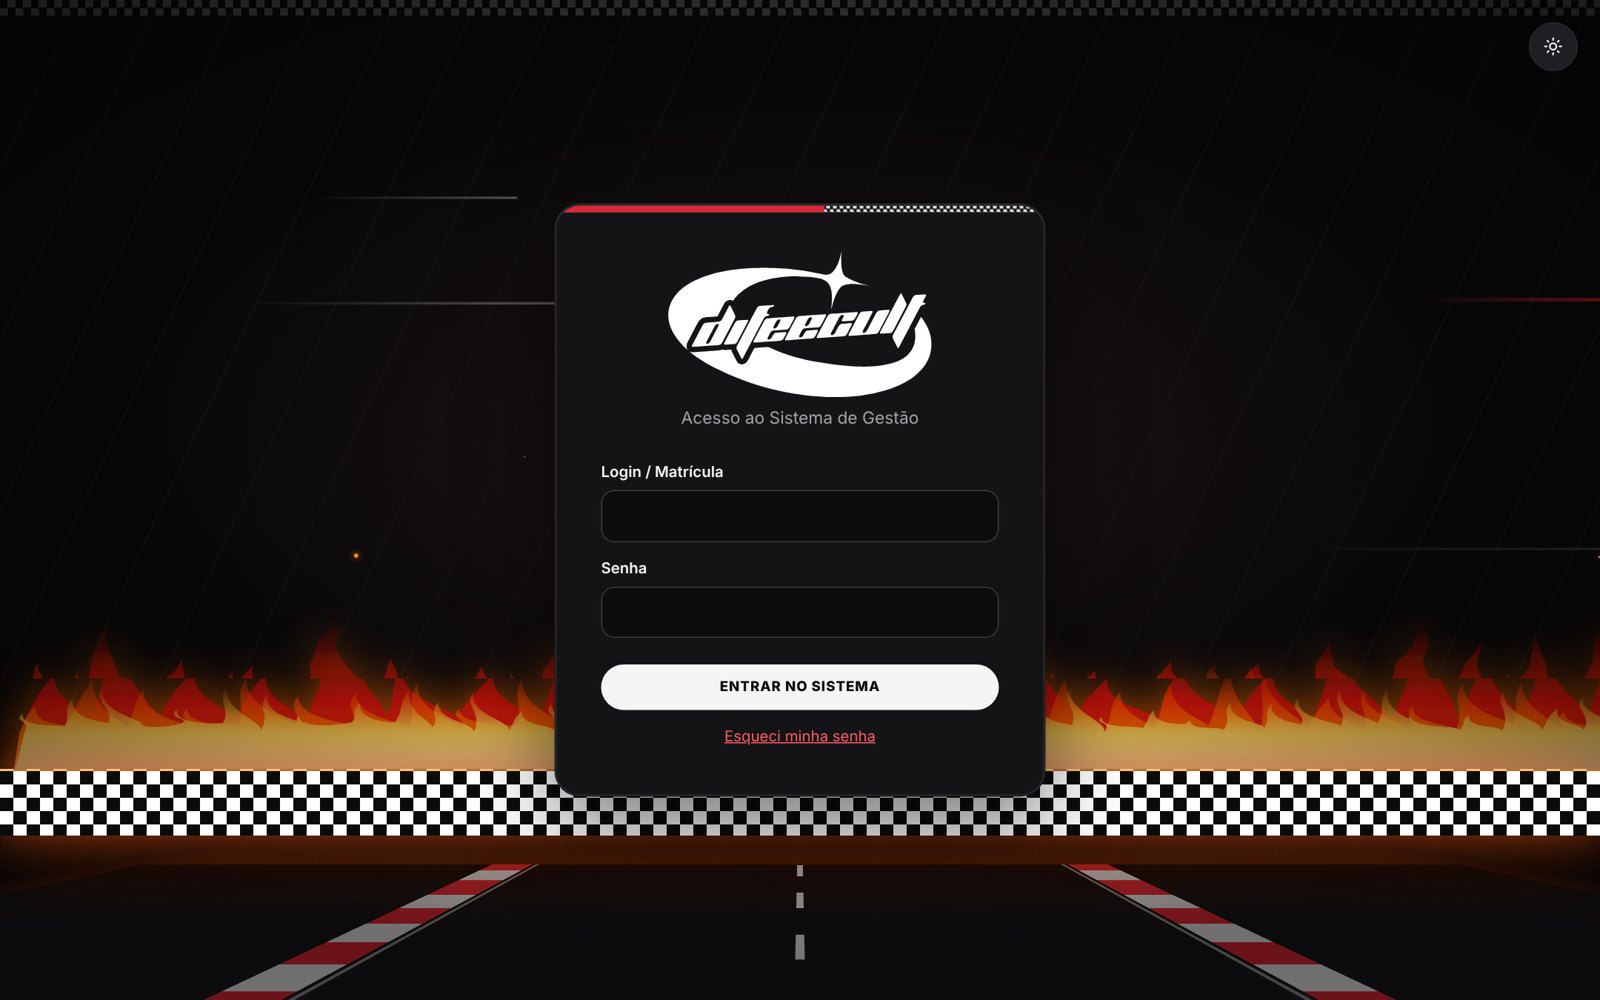 difeecult
Acesso ao Sistema de Gestão
Login / Matrícula
Senha
ENTRAR NO SISTEMA
Esqueci minha senha